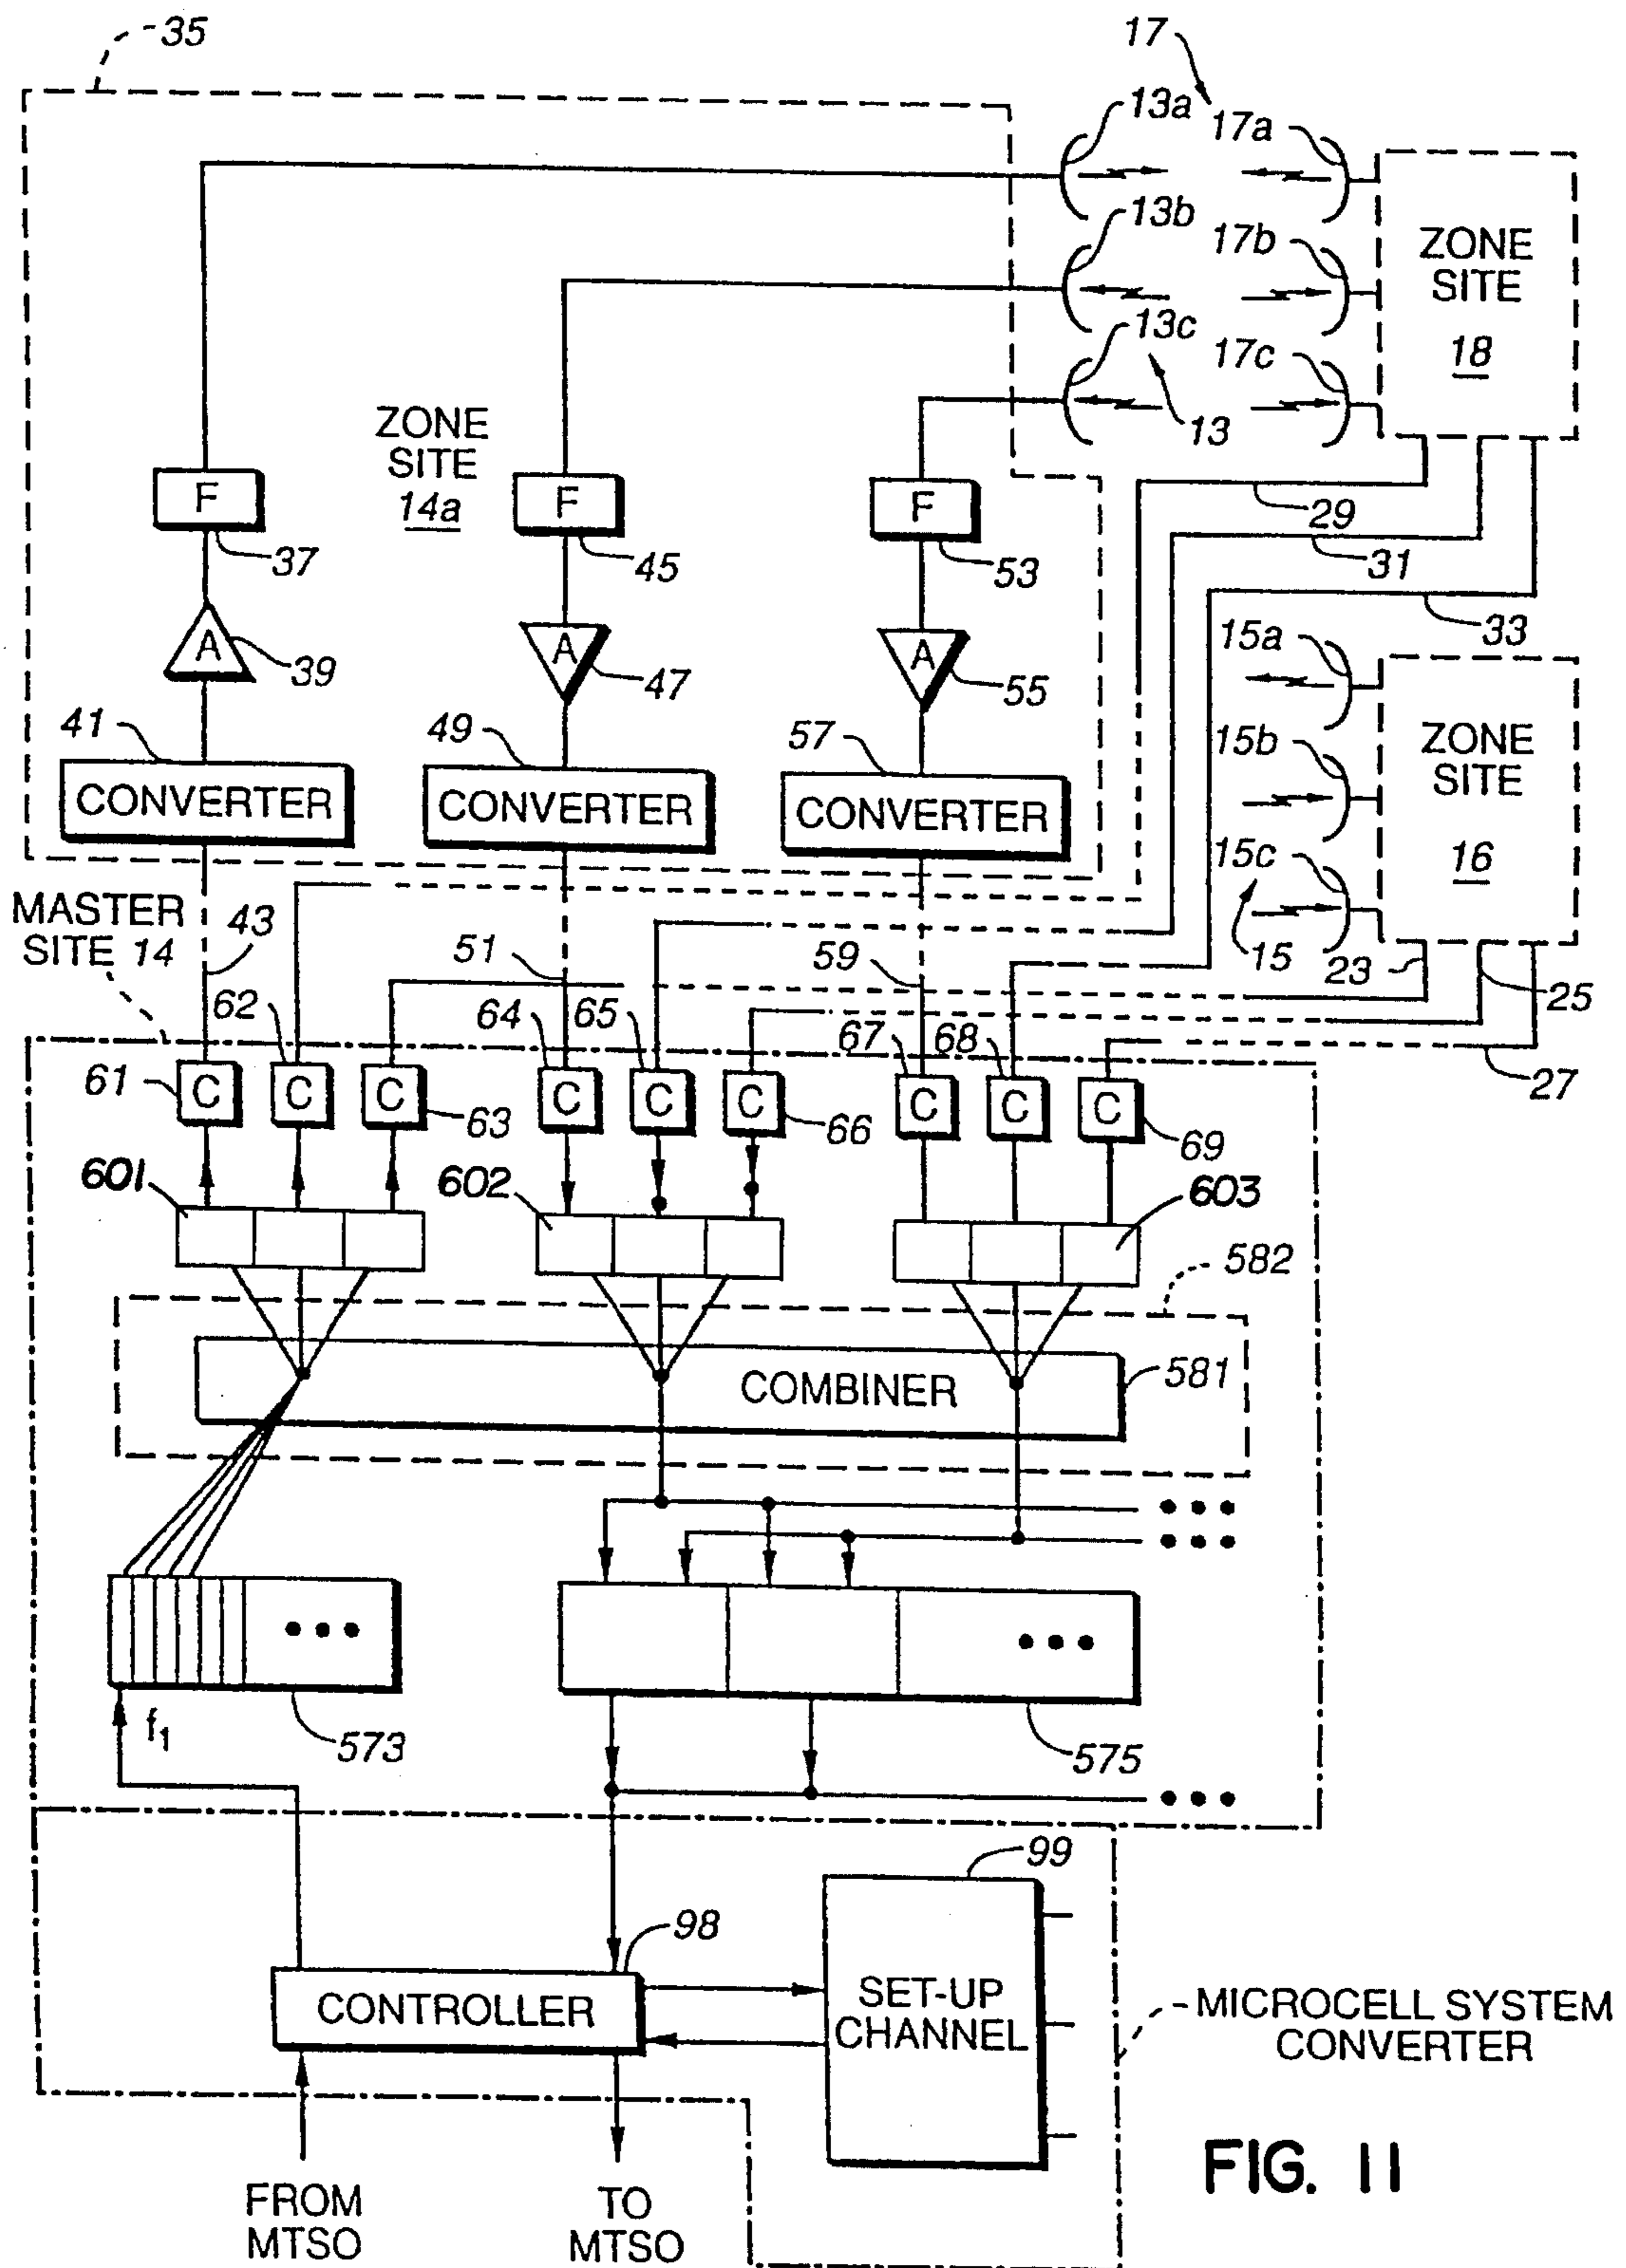 35
17
13a
17a
13b
17b
ZONE
SITE
18
13c
17c
13
ZONE
SITE
14a
F
F
F
37
45
53
29
31
33
A
A
A
39
47
55
15a
41
49
57
15b
ZONE
SITE
16
CONVERTER
CONVERTER
CONVERTER
15c
MASTER
SITE 14
43
51
59
15
23
25
62
64
65
67
68
27
61
C
C
C
C
C
C
C
C
C
63
66
69
601
602
603
582
COMBINER
581
f1
573
575
99
98
CONTROLLER
SET-UP
CHANNEL
MICROCELL SYSTEM
CONVERTER
FROM
MTSO
TO
MTSO
FIG. 11